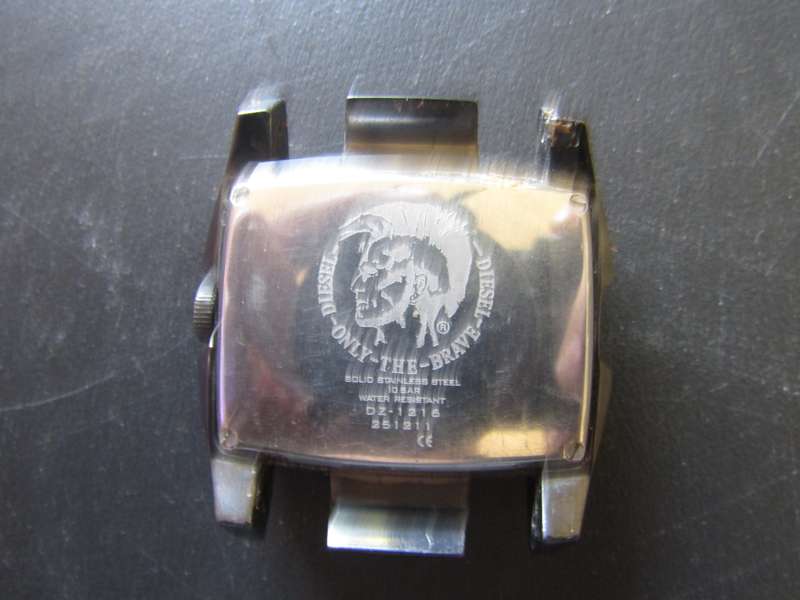 DIESEL-ONLY-THE-BRAVE-DIESEL
®
SOLID STAINLESS STEEL
10 BAR
WATER RESISTANT
DZ-1216
251211
CE